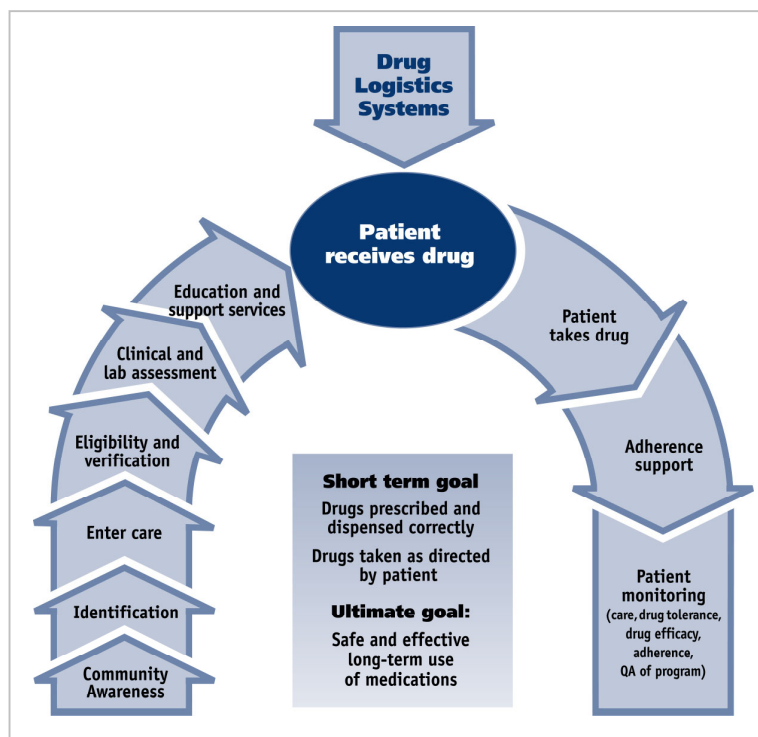 Drug
Logistics
Systems
Patient
receives drug
Education and
support services
Clinical and
lab assessment
Eligibility and
verification
Enter care
Identification
Community
Awareness
Patient
takes drug
Adherence
support
Patient
monitoring
(care, drug tolerance,
drug efficacy,
adherence,
QA of program)
Short term goal
Drugs prescribed and
dispensed correctly
Drugs taken as directed
by patient
Ultimate goal:
Safe and effective
long-term use
of medications